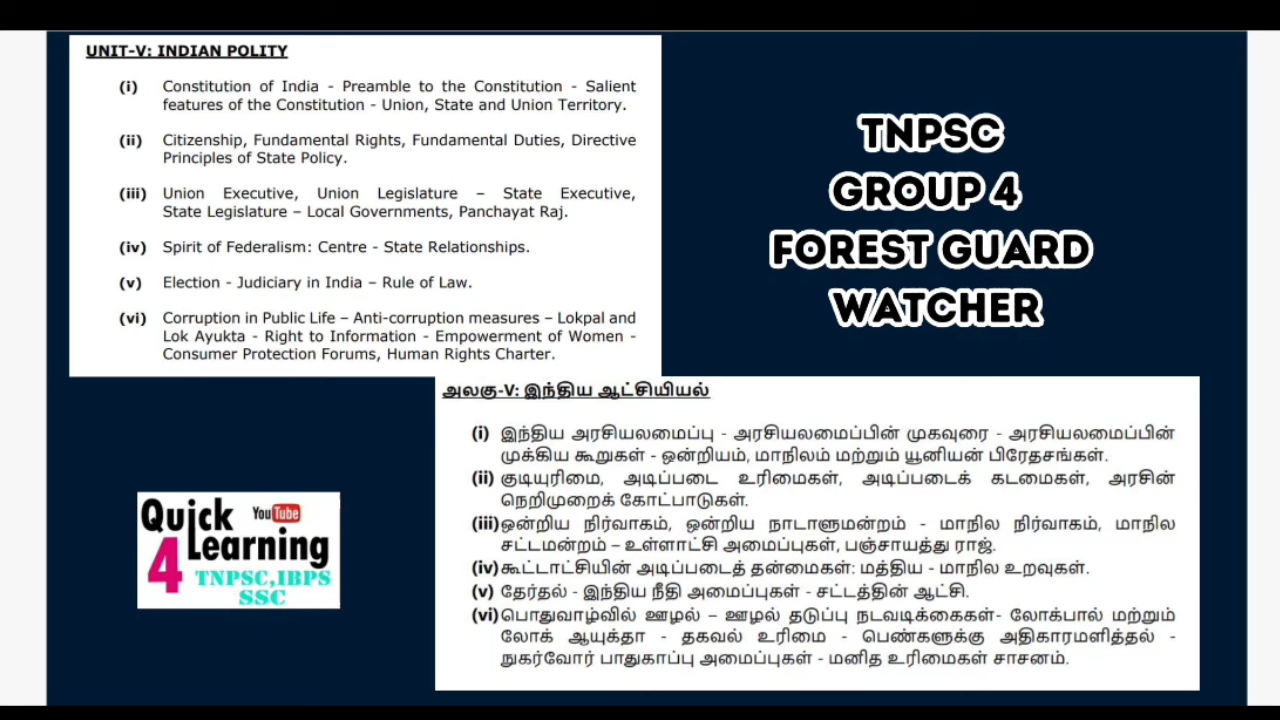 UNIT-V: INDIAN POLITY
(i) Constitution of India - Preamble to the Constitution - Salient
features of the Constitution - Union, State and Union Territory.
(ii) Citizenship, Fundamental Rights, Fundamental Duties, Directive
Principles of State Policy.
(iii) Union Executive, Union Legislature – State Executive,
State Legislature – Local Governments, Panchayat Raj.
(iv) Spirit of Federalism: Centre - State Relationships.
(v) Election - Judiciary in India – Rule of Law.
(vi) Corruption in Public Life – Anti-corruption measures – Lokpal and
Lok Ayukta - Right to Information - Empowerment of Women -
Consumer Protection Forums, Human Rights Charter.
TNPSC
GROUP 4
FOREST GUARD
WATCHER
அலகு-V: இந்திய ஆட்சியியல்
(i) இந்திய அரசியலமைப்பு - அரசியலமைப்பின் முகவுரை - அரசியலமைப்பின்
முக்கிய கூறுகள் - ஒன்றியம், மாநிலம் மற்றும் யூனியன் பிரேதசங்கள்.
(ii) குடியுரிமை, அடிப்படை உரிமைகள், அடிப்படைக் கடமைகள், அரசின்
நெறிமுறைக் கோட்பாடுகள்.
(iii) ஒன்றிய நிர்வாகம், ஒன்றிய நாடாளுமன்றம் - மாநில நிர்வாகம், மாநில
சட்டமன்றம் – உள்ளாட்சி அமைப்புகள், பஞ்சாயத்து ராஜ்.
(iv) கூட்டாட்சியின் அடிப்படைத் தன்மைகள்: மத்திய - மாநில உறவுகள்.
(v) தேர்தல் - இந்திய நீதி அமைப்புகள் - சட்டத்தின் ஆட்சி.
(vi) பொதுவாழ்வில் ஊழல் – ஊழல் தடுப்பு நடவடிக்கைகள்- லோக்பால் மற்றும்
லோக் ஆயுக்தா - தகவல் உரிமை - பெண்களுக்கு அதிகாரமளித்தல் -
நுகர்வோர் பாதுகாப்பு அமைப்புகள் - மனித உரிமைகள் சாசனம்.
Quick YouTube
4 Learning
TNPSC,IBPS
SSC